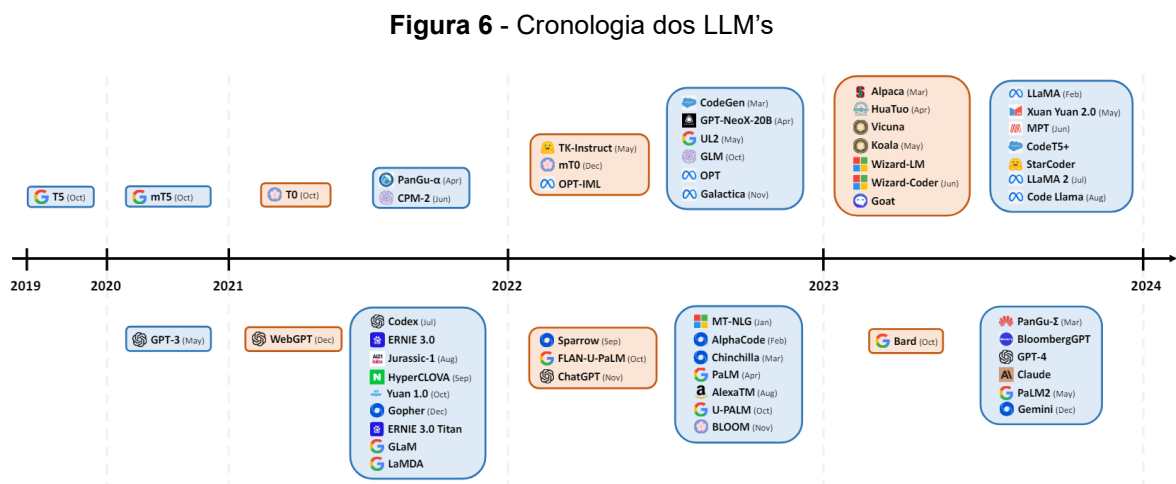 Figura 6 - Cronologia dos LLM's
T5 (Oct)
mT5 (Oct)
T0 (Oct)
PanGu-α (Apr)
CPM-2 (Jun)
TK-Instruct (May)
mT0 (Dec)
OPT-IML
CodeGen (Mar)
GPT-NeoX-20B (Apr)
UL2 (May)
GLM (Oct)
OPT
Galactica (Nov)
Alpaca (Mar)
HuaTuo (Apr)
Vicuna
Koala (May)
Wizard-LM
Wizard-Coder (Jun)
Goat
LLaMA (Feb)
Xuan Yuan 2.0 (May)
MPT (Jun)
CodeT5+
StarCoder
LLaMA 2 (Jul)
Code Llama (Aug)
2019
2020
2021
2022
2023
2024
GPT-3 (May)
WebGPT (Dec)
Codex (Jul)
ERNIE 3.0
AI21 labs Jurassic-1 (Aug)
HyperCLOVA (Sep)
Yuan 1.0 (Oct)
Gopher (Dec)
ERNIE 3.0 Titan
GLaM
LaMDA
Sparrow (Sep)
FLAN-U-PaLM (Oct)
ChatGPT (Nov)
MT-NLG (Jan)
AlphaCode (Feb)
Chinchilla (Mar)
PaLM (Apr)
AlexaTM (Aug)
U-PALM (Oct)
BLOOM (Nov)
Bard (Oct)
PanGu-Σ (Mar)
BloombergGPT
GPT-4
Claude
PaLM2 (May)
Gemini (Dec)